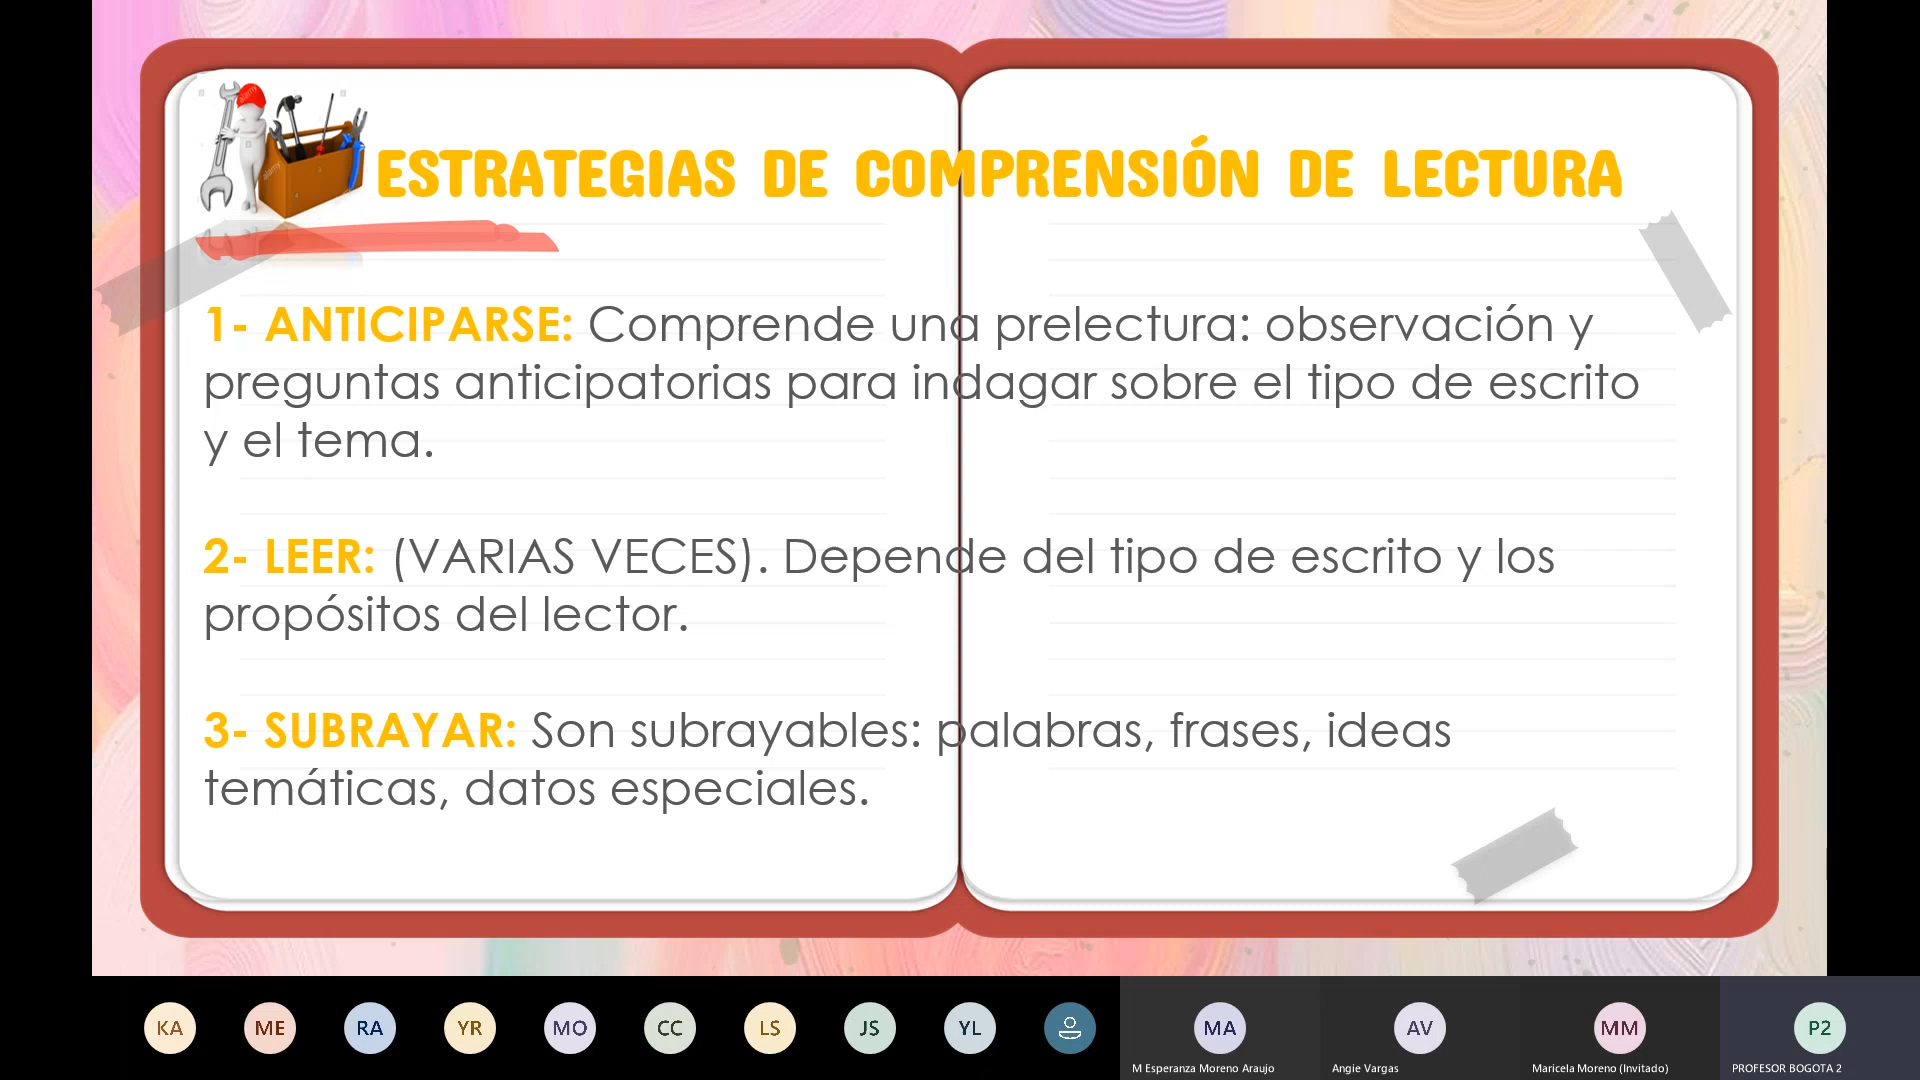 ESTRATEGIAS DE COMPRENSIÓN DE LECTURA
1- ANTICIPARSE: Comprende una prelectura: observación y
preguntas anticipatorias para indagar sobre el tipo de escrito
y el tema.
2- LEER: (VARIAS VECES). Depende del tipo de escrito y los
propósitos del lector.
3- SUBRAYAR: Son subrayables: palabras, frases, ideas
temáticas, datos especiales.
KA ME RA YR MO CC LS JS YL MA AV MM P2
M Esperanza Moreno Araujo Angie Vargas Maricela Moreno (Invitado) PROFESOR BOGOTA 2